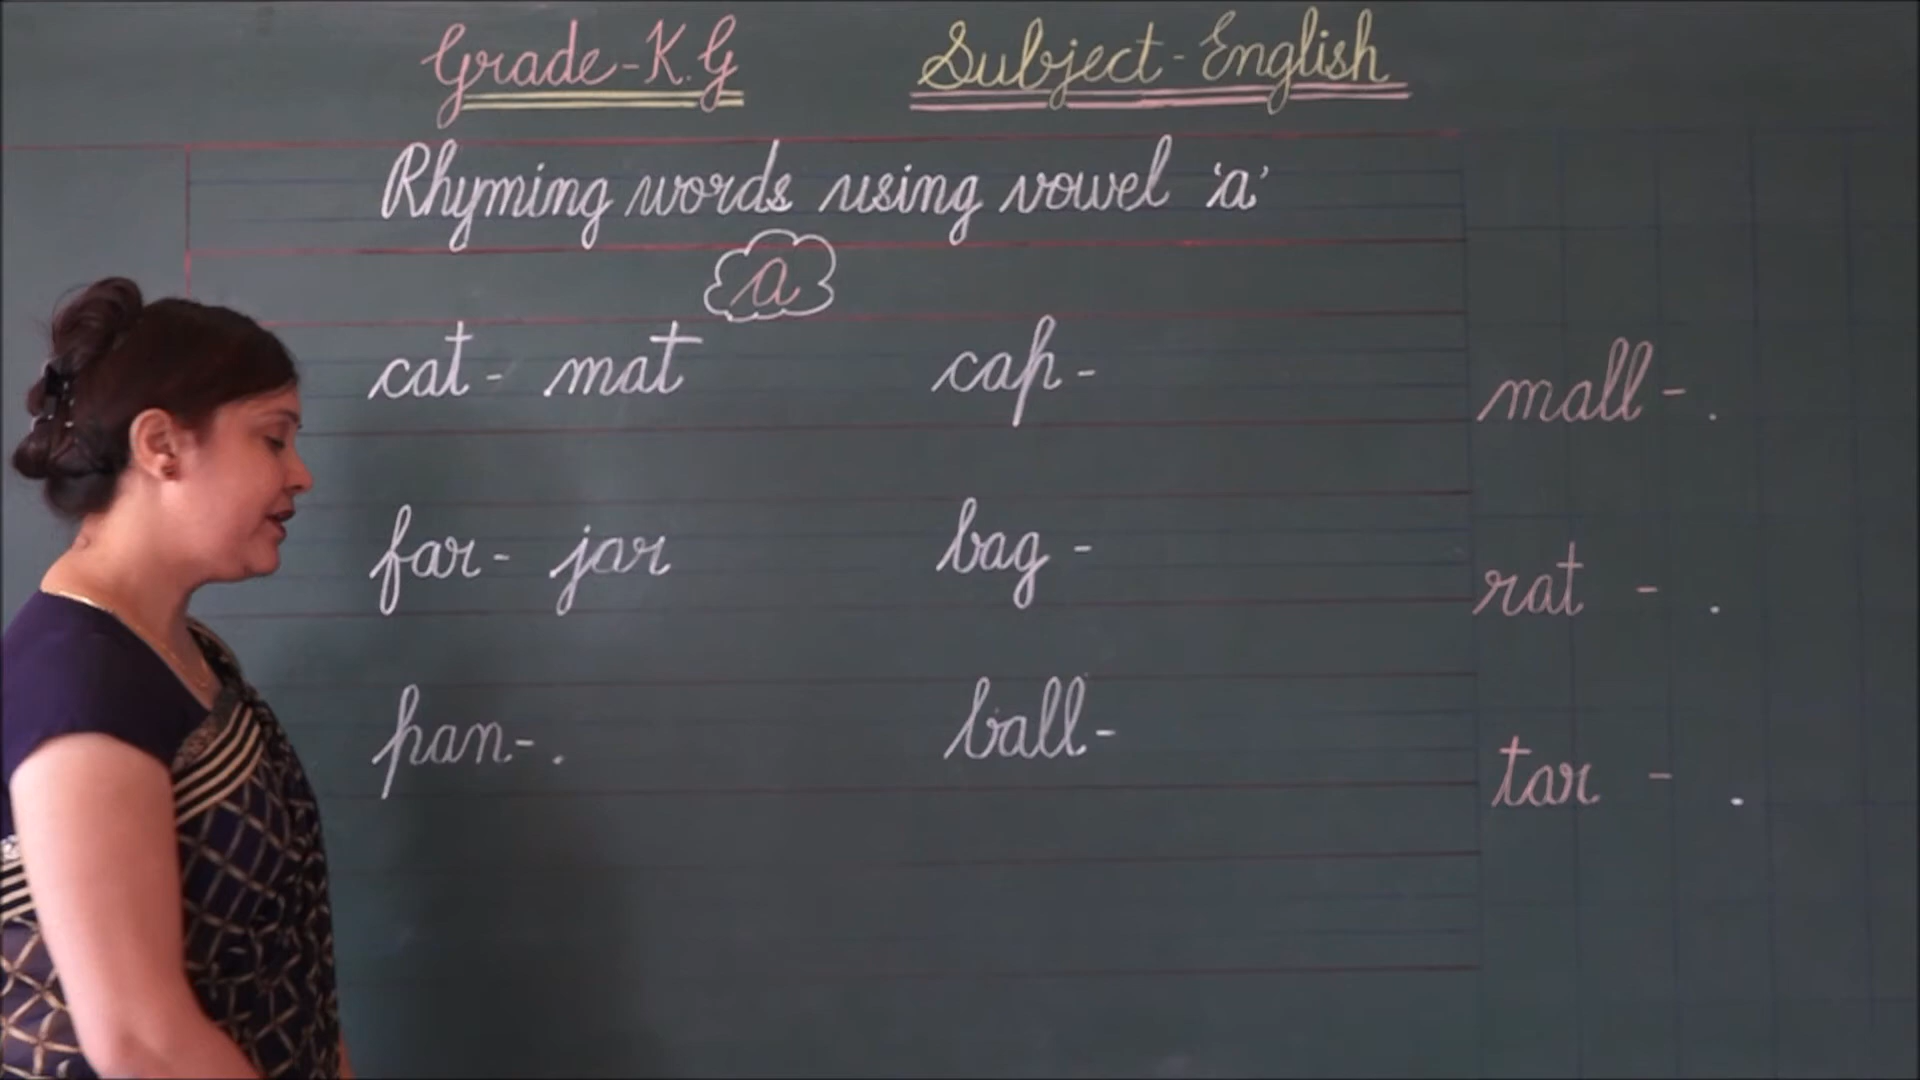 Grade-K.G Subject-English
Rhyming words using vowel 'a'
a
cat- mat cap-
mall- .
far- jar bag-
rat - .
pan- . ball-
tar - .